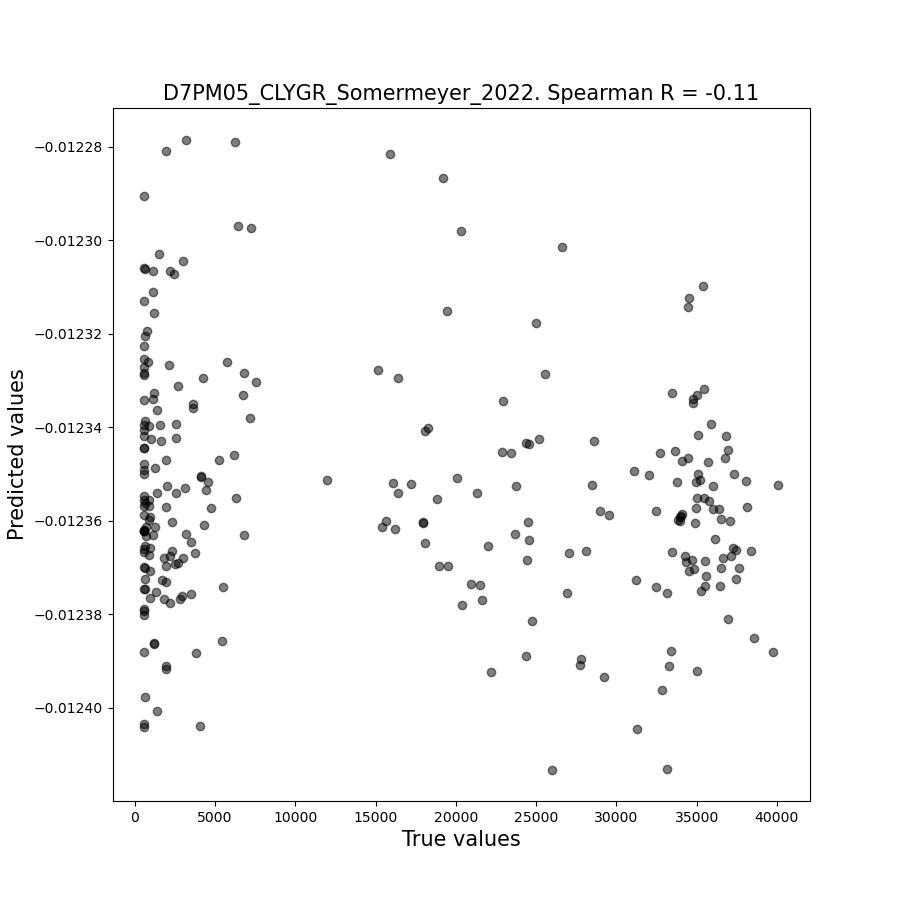 D7PM05_CLYGR_Somermeyer_2022. Spearman R = -0.11
Predicted values
−0.01228
−0.01230
−0.01232
−0.01234
−0.01236
−0.01238
−0.01240
0 5000 10000 15000 20000 25000 30000 35000 40000
True values